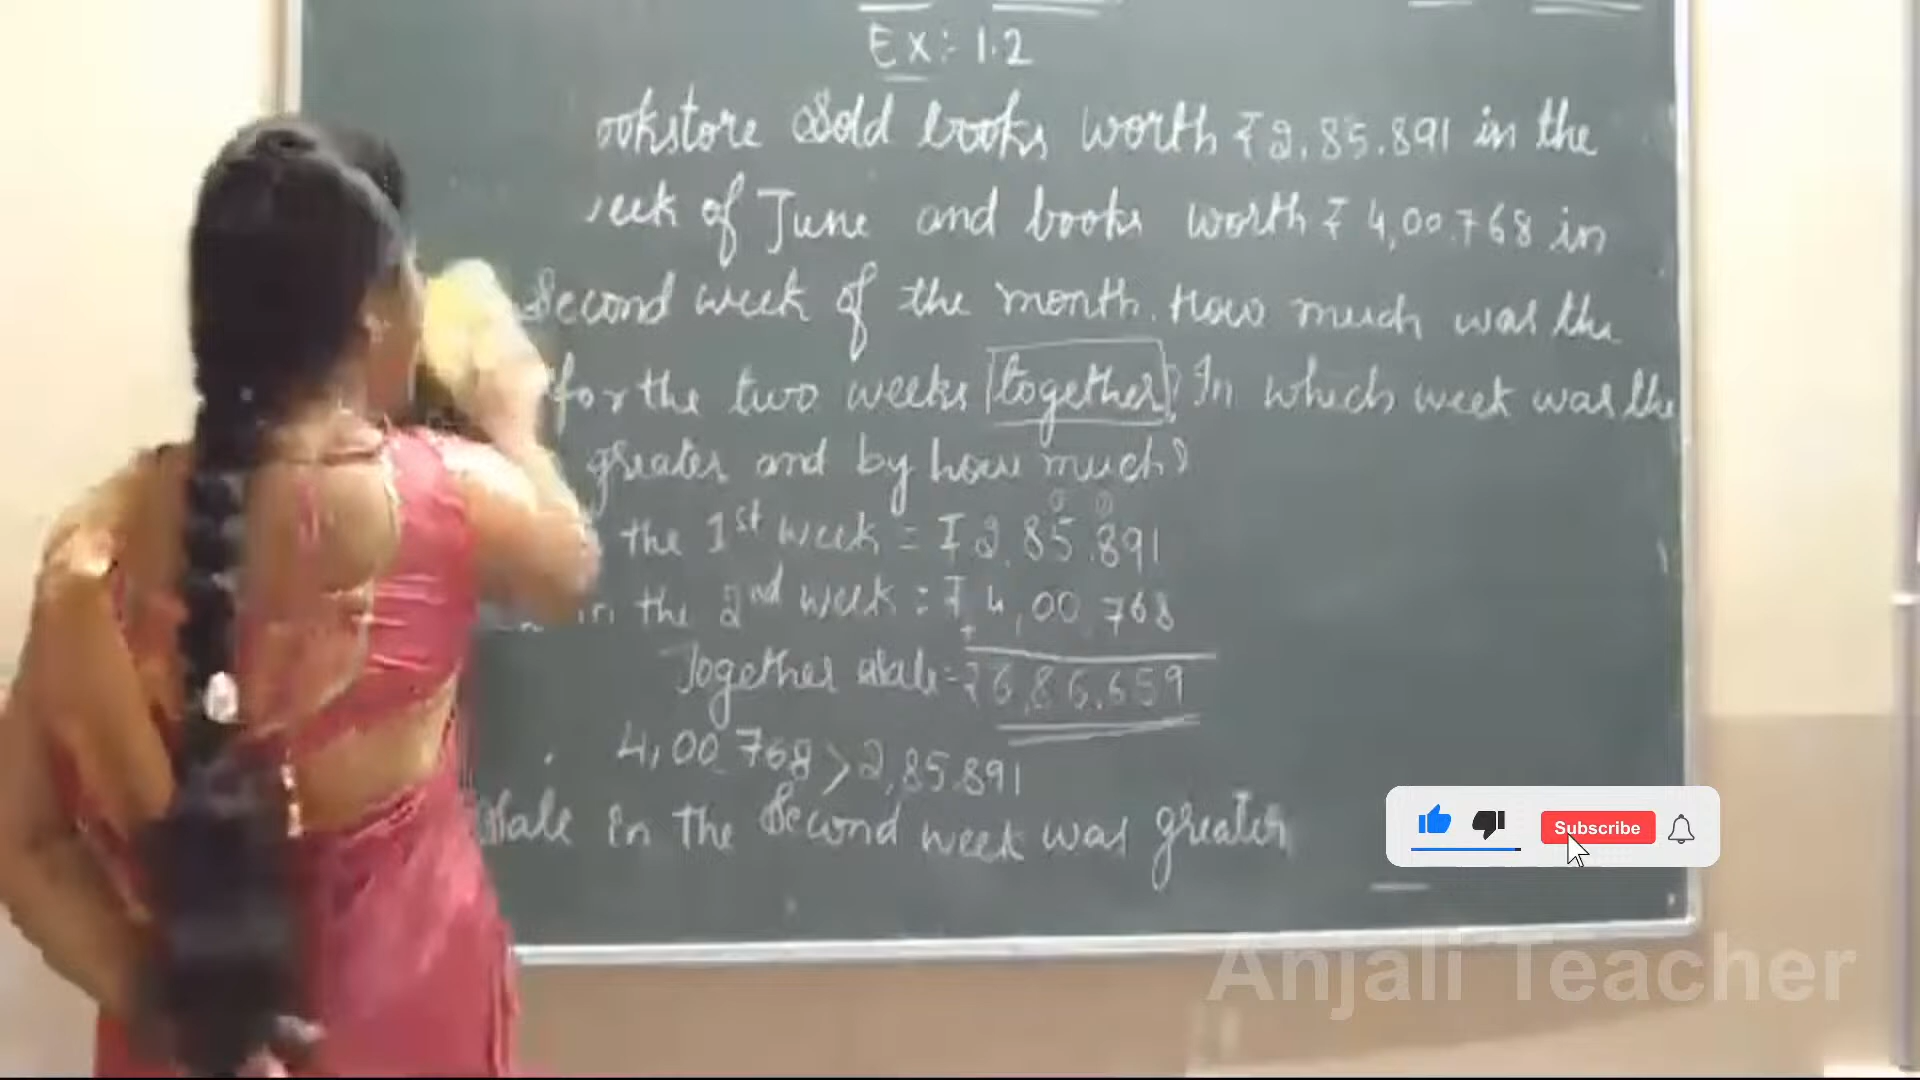 Ex:- 1.2
ookstore Sold books worth ₹2,85,891 in the
eek of June and books worth ₹ 4,00,768 in
Second week of the month. How much was the
for the two weeks together? In which week was the
greater and by how much?
the 1st week = ₹2,85,891
in the 2nd week = ₹ 4,00,768
+
Together sale = ₹6,86,659
4,00,768 > 2,85,891
Sale in the Second week was greater
Subscribe
Anjali Teacher